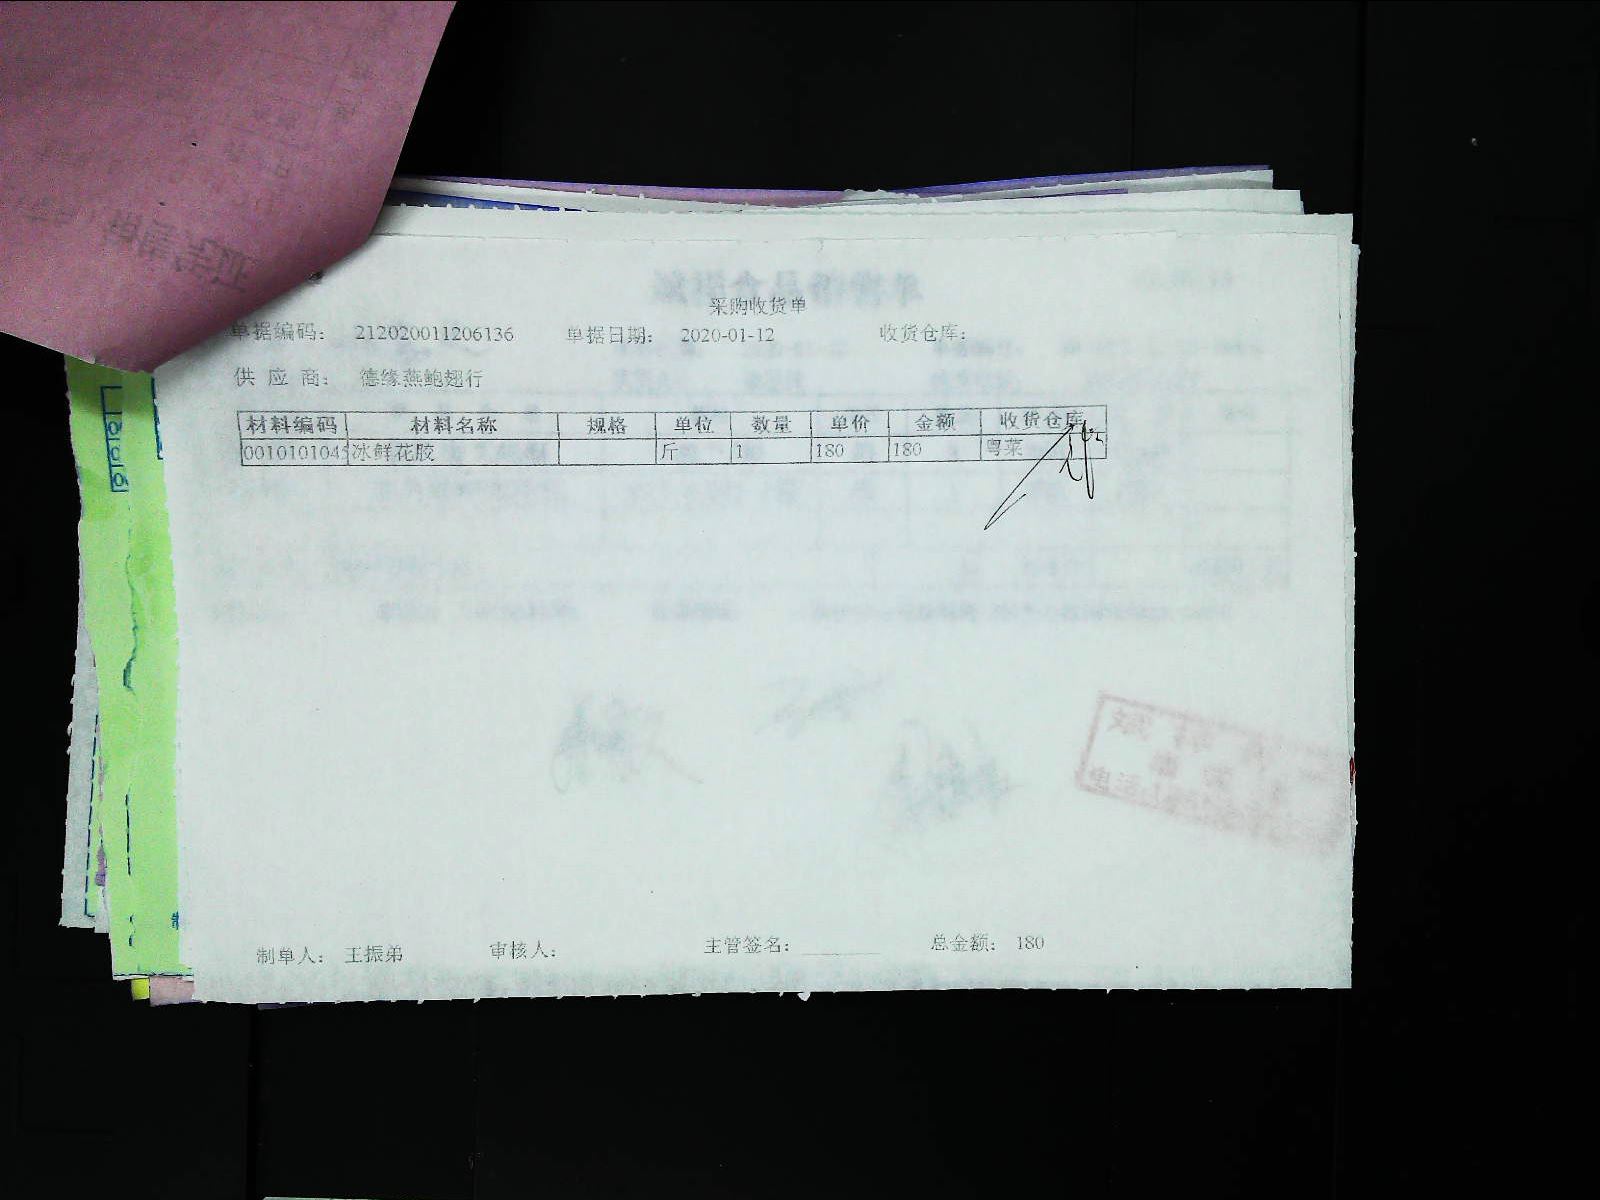 采购收货单
单据编码： 212020011206136 单据日期： 2020-01-12 收货仓库：
供 应 商： 德缘燕鲍翅行
材料编码 材料名称 规格 单位 数量 单价 金额 收货仓库
0010101045 冰鲜花胶 斤 1 180 180 粤菜
制单人： 王振弟 审核人： 主管签名： 总金额： 180